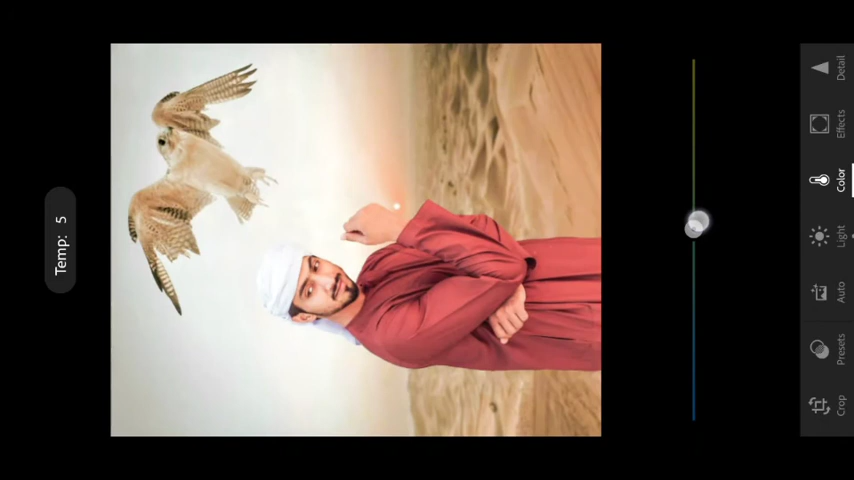 Temp: 5
Crop
Presets
Auto
Light
Color
Effects
Detail